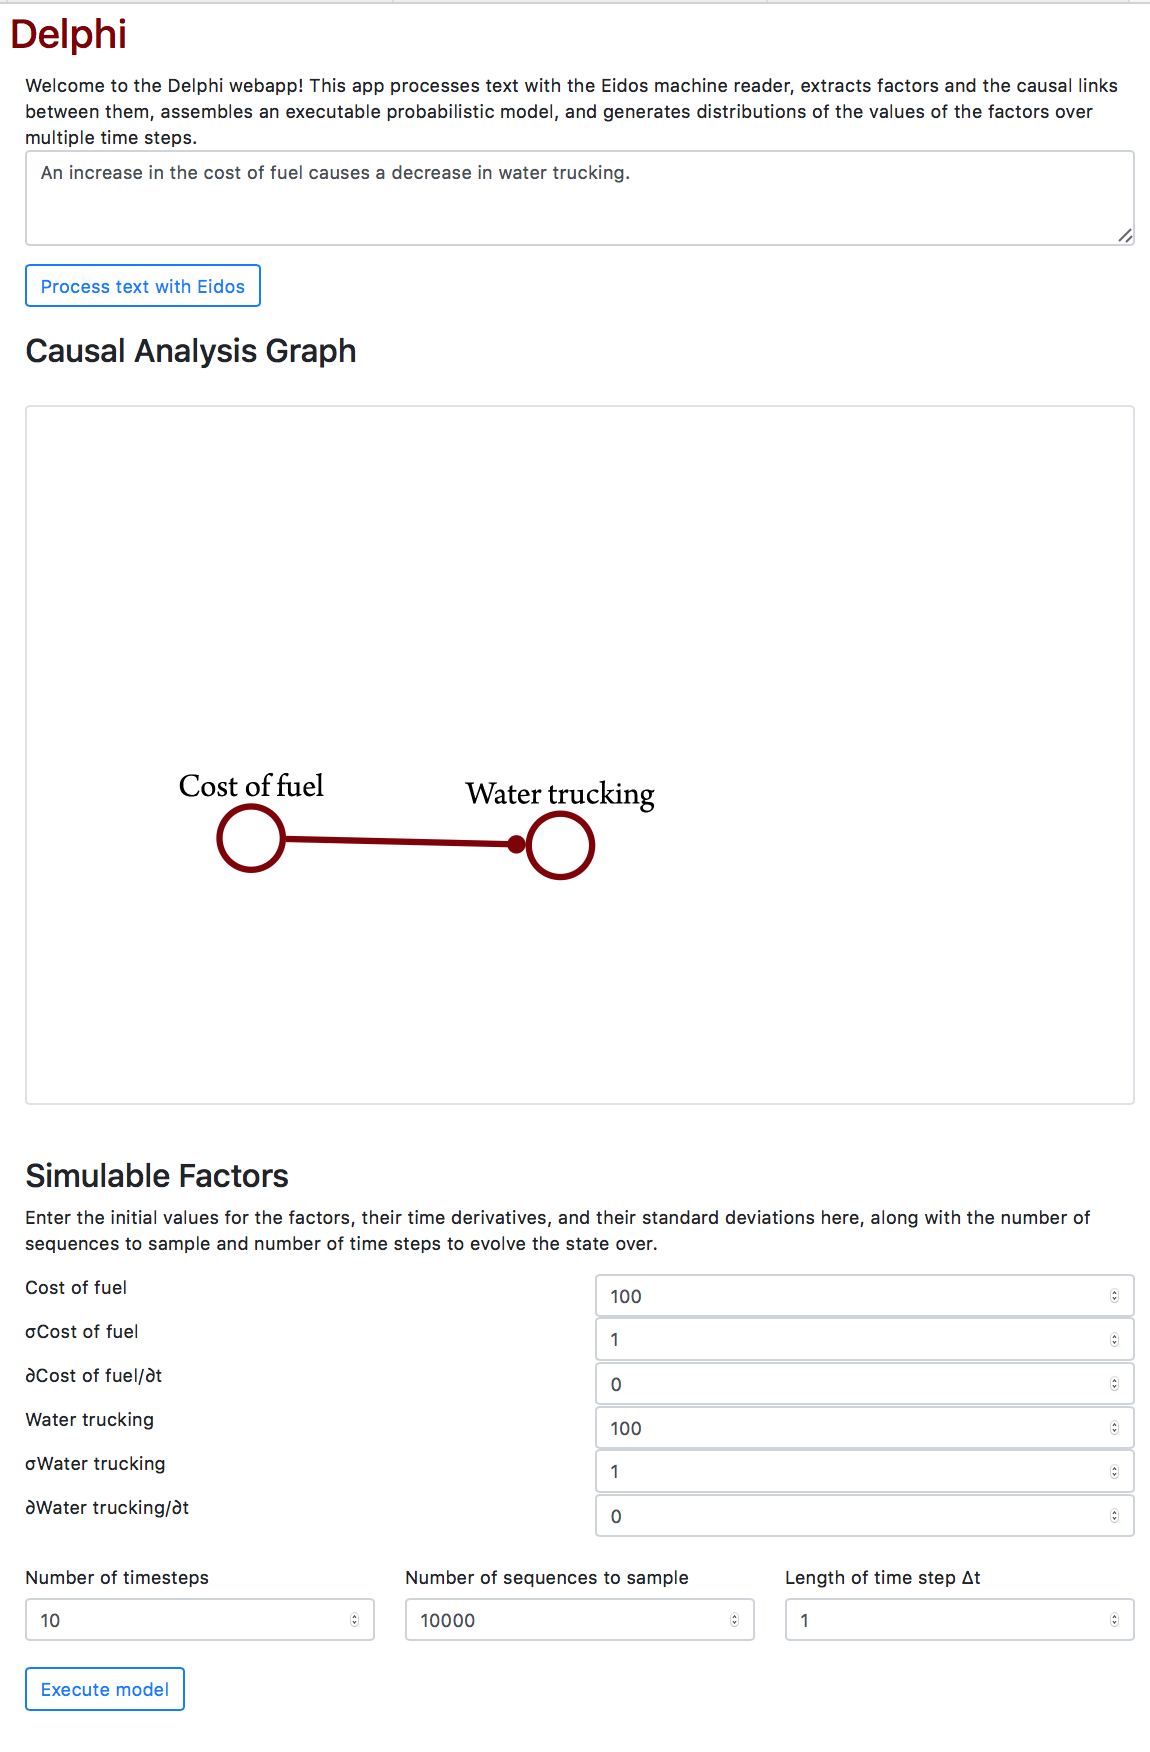 Delphi
Welcome to the Delphi webapp! This app processes text with the Eidos machine reader, extracts factors and the causal links
between them, assembles an executable probabilistic model, and generates distributions of the values of the factors over
multiple time steps.
An increase in the cost of fuel causes a decrease in water trucking.
Process text with Eidos
Causal Analysis Graph
Cost of fuel
Water trucking
Simulable Factors
Enter the initial values for the factors, their time derivatives, and their standard deviations here, along with the number of
sequences to sample and number of time steps to evolve the state over.
Cost of fuel 100
σCost of fuel 1
∂Cost of fuel/∂t 0
Water trucking 100
σWater trucking 1
∂Water trucking/∂t 0
Number of timesteps Number of sequences to sample Length of time step Δt
10 10000 1
Execute model